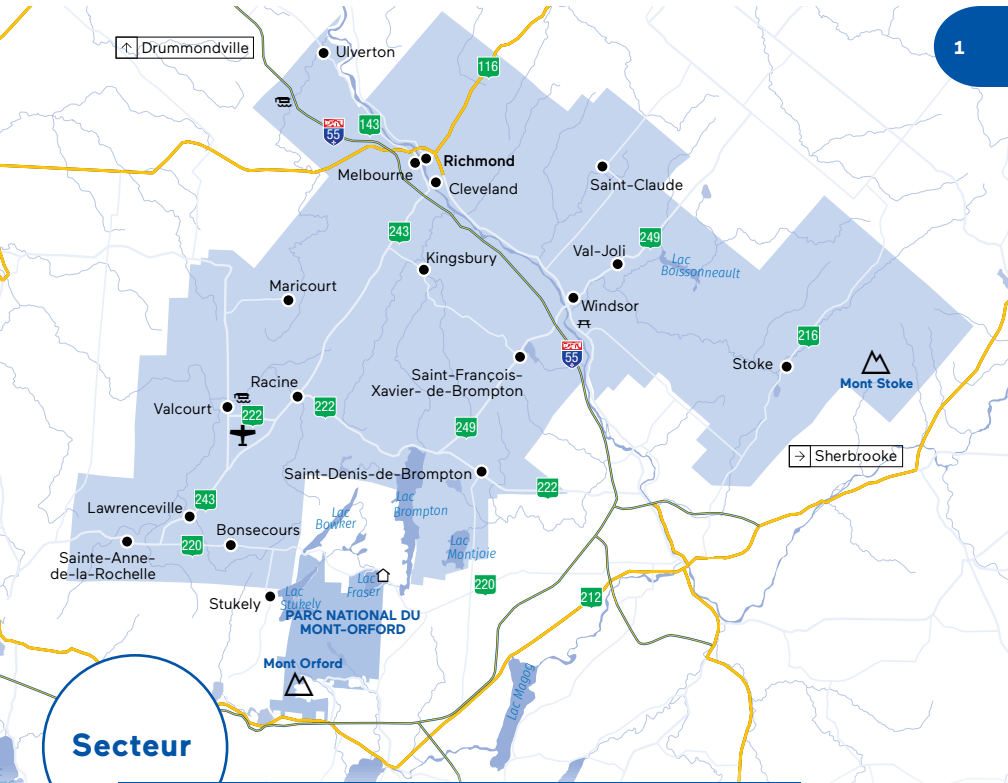 1
↑ Drummondville
Ulverton
116
55
143
Richmond
Melbourne
Cleveland
Saint-Claude
243
249
Val-Joli
Kingsbury
Lac
Boissonneault
Maricourt
Windsor
216
55
Stoke
Saint-François-
Xavier- de-Brompton
Mont Stoke
Racine
222
Valcourt
222
249
→ Sherbrooke
Saint-Denis-de-Brompton
222
Lac
Brompton
243
Lawrenceville
Lac
Bowker
Bonsecours
220
Lac
Montjoie
Sainte-Anne-
de-la-Rochelle
Lac
Fraser
220
212
Lac
Stukely
Stukely
PARC NATIONAL DU
MONT-ORFORD
Mont Orford
Lac Magog
Secteur